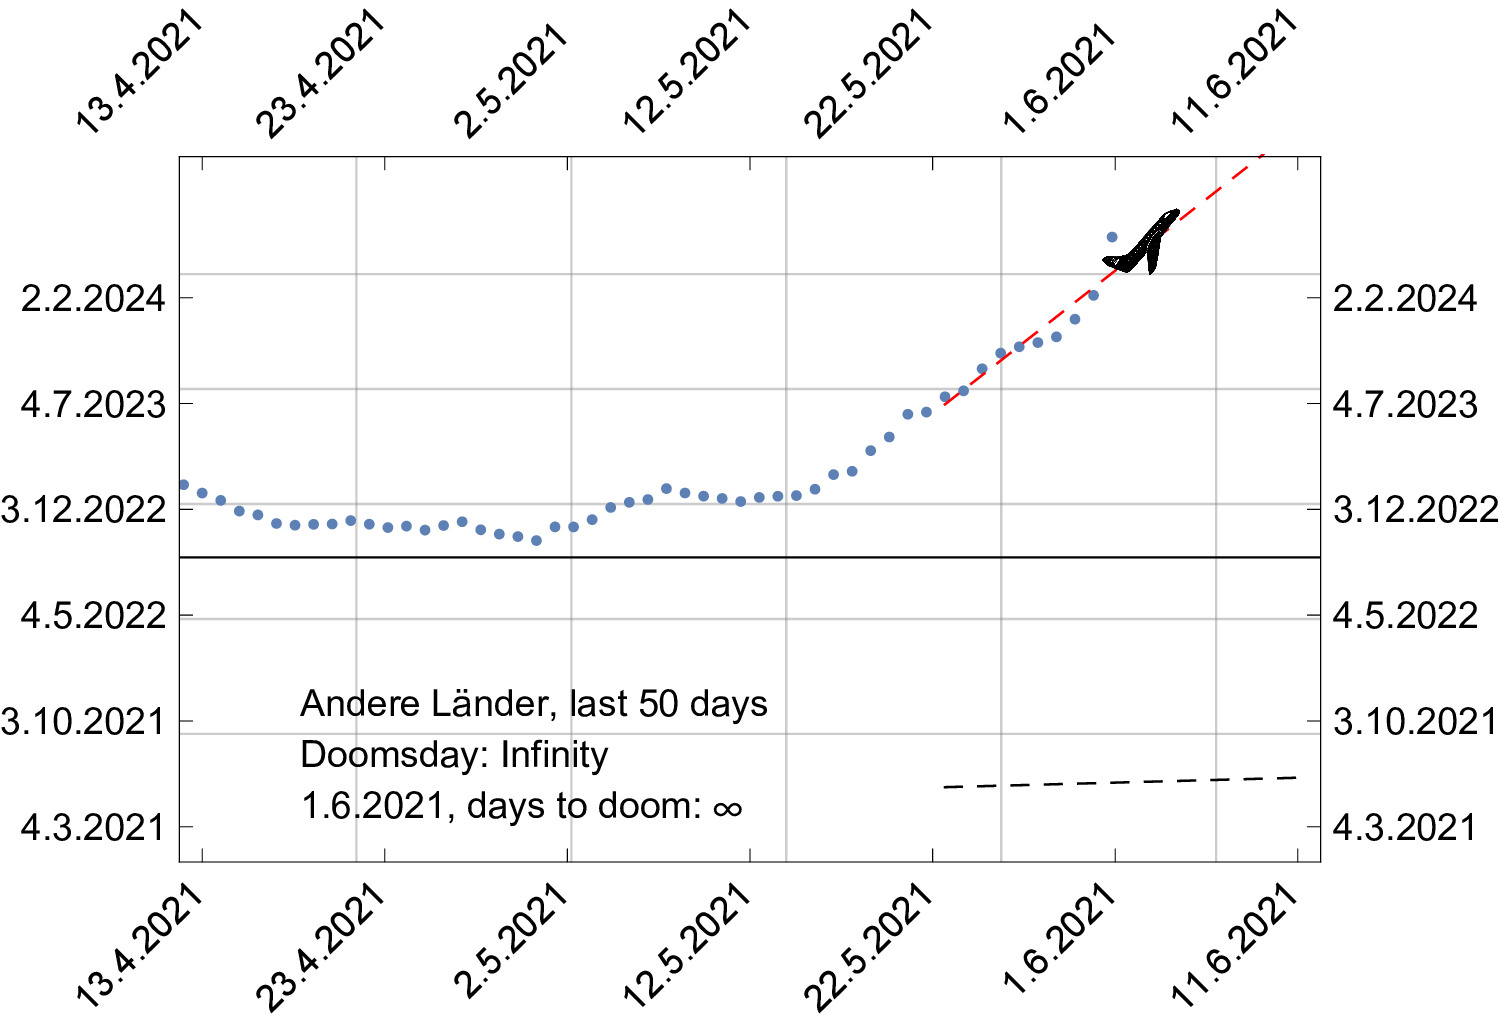 13.4.2021 23.4.2021 2.5.2021 12.5.2021 22.5.2021 1.6.2021 11.6.2021
2.2.2024 2.2.2024
4.7.2023 4.7.2023
3.12.2022 3.12.2022
4.5.2022 4.5.2022
Andere Länder, last 50 days
3.10.2021 3.10.2021
Doomsday: Infinity
1.6.2021, days to doom: ∞
4.3.2021 4.3.2021
13.4.2021 23.4.2021 2.5.2021 12.5.2021 22.5.2021 1.6.2021 11.6.2021